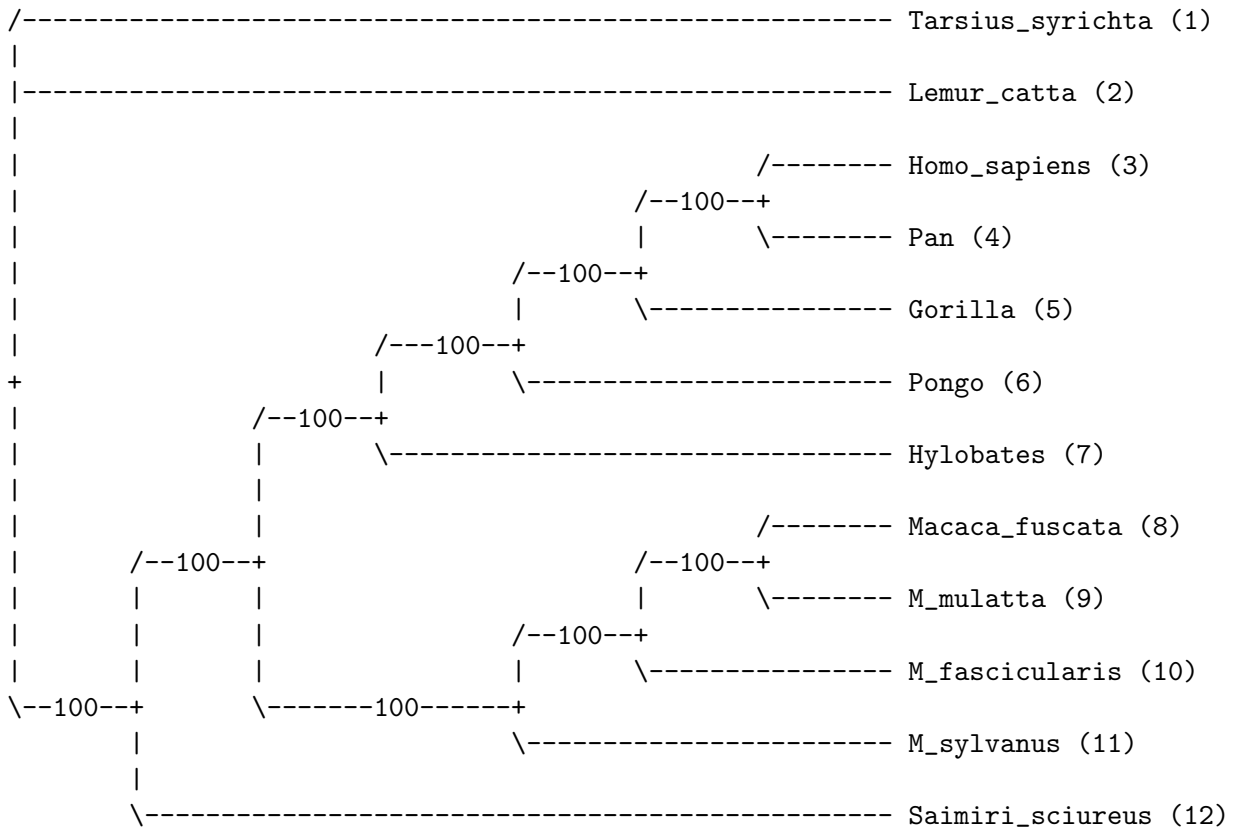 /--------------------------------------------------------- Tarsius_syrichta (1)
|
|--------------------------------------------------------- Lemur_catta (2)
|
|                                                /-------- Homo_sapiens (3)
|                                        /--100--+
|                                        |       \-------- Pan (4)
|                                /--100--+
|                                |       \---------------- Gorilla (5)
|                       /---100--+
+                       |        \------------------------ Pongo (6)
|               /--100--+
|               |       \--------------------------------- Hylobates (7)
|               |
|               |                                /-------- Macaca_fuscata (8)
|       /--100--+                        /--100--+
|       |       |                        |       \-------- M_mulatta (9)
|       |       |                /--100--+
|       |       |                |       \---------------- M_fascicularis (10)
\--100--+       \-------100------+
        |                        \------------------------ M_sylvanus (11)
        |
        \------------------------------------------------- Saimiri_sciureus (12)